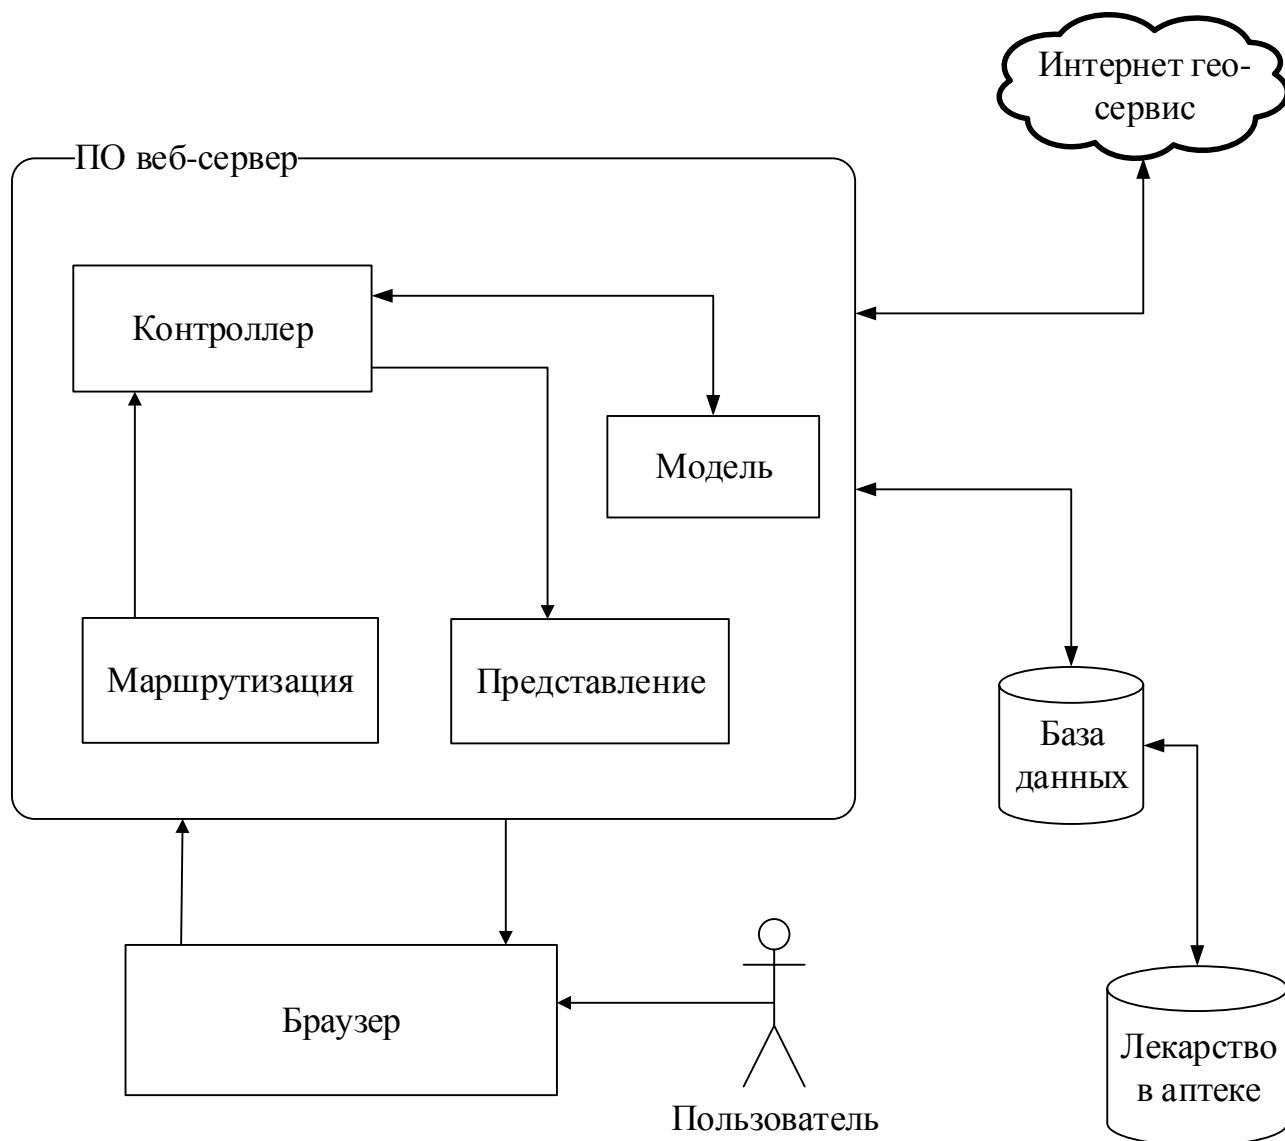 Интернет гео-
сервис
ПО веб-сервер
Контроллер
Модель
Маршрутизация
Представление
База
данных
Браузер
Лекарство
в аптеке
Пользователь